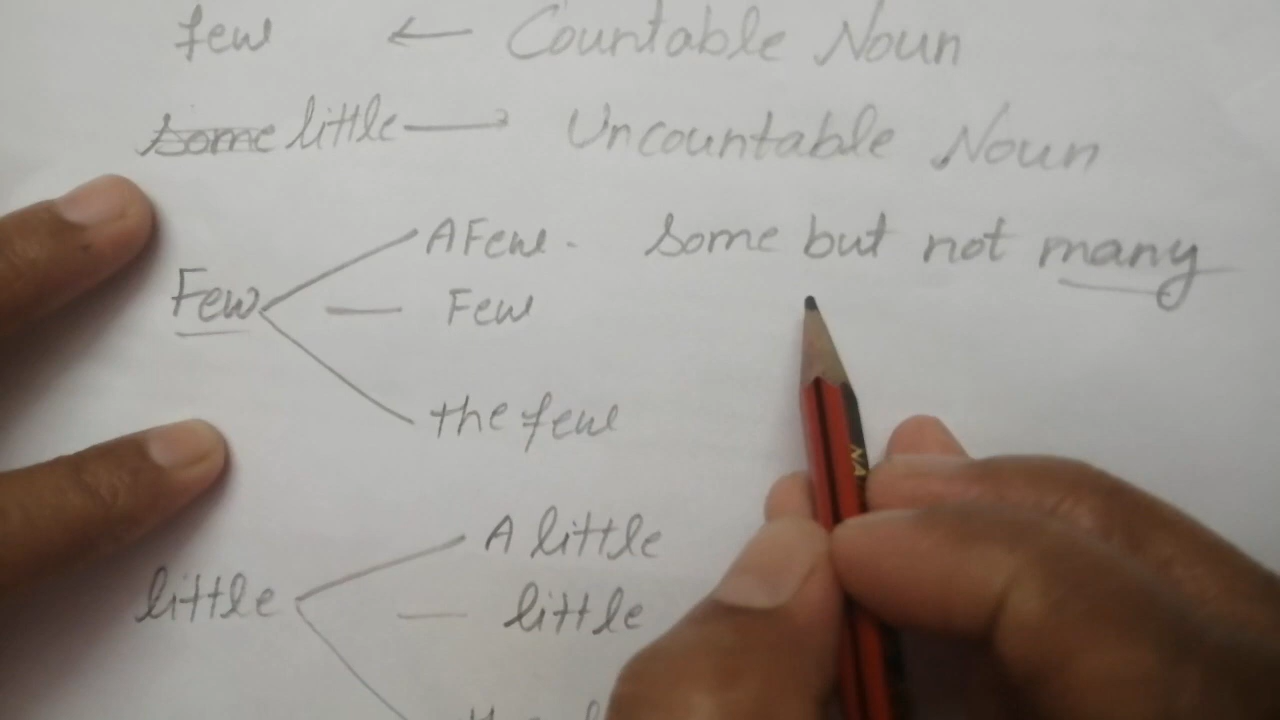 few ← Countable Noun
some little → Uncountable Noun
A Few. Some but not many
Few — Few
the few
A little
little — little